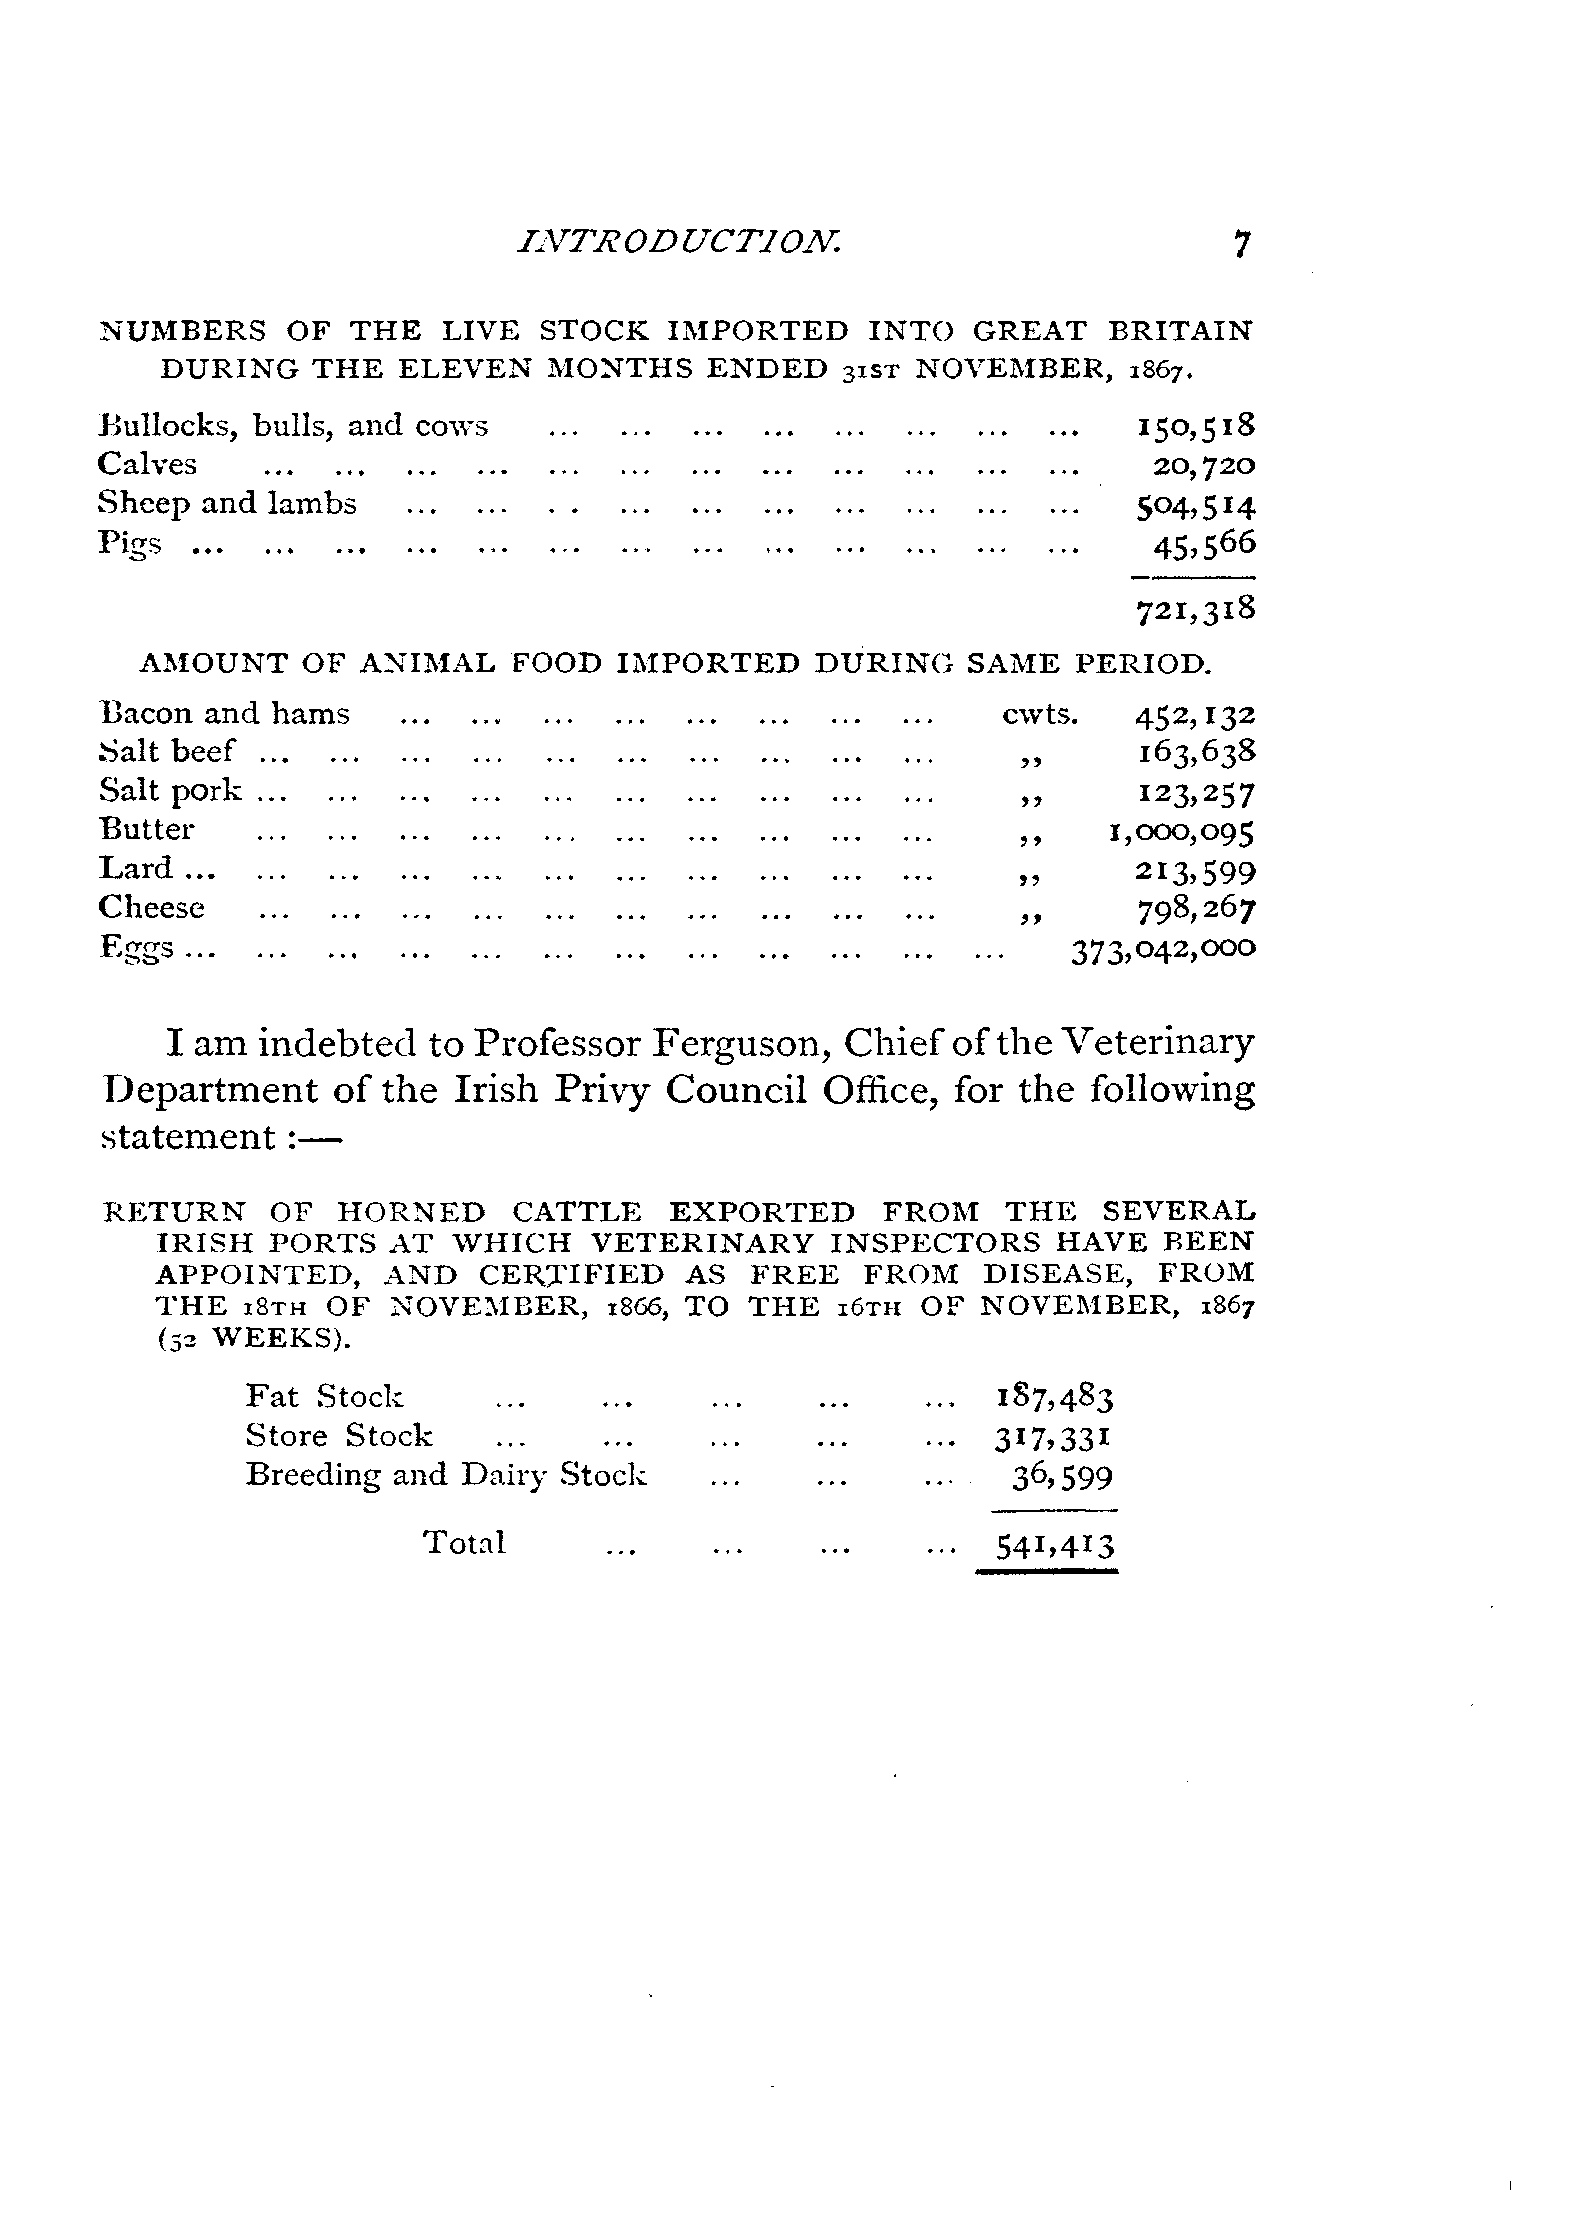 INTRODUCTION. 7
NUMBERS OF THE LIVE STOCK IMPORTED INTO GREAT BRITAIN
DURING THE ELEVEN MONTHS ENDED 31ST NOVEMBER, 1867.
Bullocks, bulls, and cows ... ... ... ... ... ... ... ... 150,518
Calves ... ... ... ... ... ... ... ... ... ... ... ... 20,720
Sheep and lambs ... ... . . ... ... ... ... ... ... ... 504,514
Pigs ... ... ... ... ... ... ... ... ... ... ... ... ... 45,566
721,318
AMOUNT OF ANIMAL FOOD IMPORTED DURING SAME PERIOD.
Bacon and hams ... ... ... ... ... ... ... ... cwts. 452,132
Salt beef ... ... ... ... ... ... ... ... ... ... ,, 163,638
Salt pork ... ... ... ... ... ... ... ... ... ... ,, 123,257
Butter ... ... ... ... ... ... ... ... ... ... ,, 1,000,095
Lard ... ... ... ... ... ... ... ... ... ... ... ,, 213,599
Cheese ... ... ... ... ... ... ... ... ... ... ,, 798,267
Eggs ... ... ... ... ... ... ... ... ... ... ... ... 373,042,000
I am indebted to Professor Ferguson, Chief of the Veterinary
Department of the Irish Privy Council Office, for the following
statement :—
RETURN OF HORNED CATTLE EXPORTED FROM THE SEVERAL
IRISH PORTS AT WHICH VETERINARY INSPECTORS HAVE BEEN
APPOINTED, AND CERTIFIED AS FREE FROM DISEASE, FROM
THE 18TH OF NOVEMBER, 1866, TO THE 16TH OF NOVEMBER, 1867
(52 WEEKS).
Fat Stock ... ... ... ... ... 187,483
Store Stock ... ... ... ... ... 317,331
Breeding and Dairy Stock ... ... ... 36,599
Total ... ... ... ... 541,413